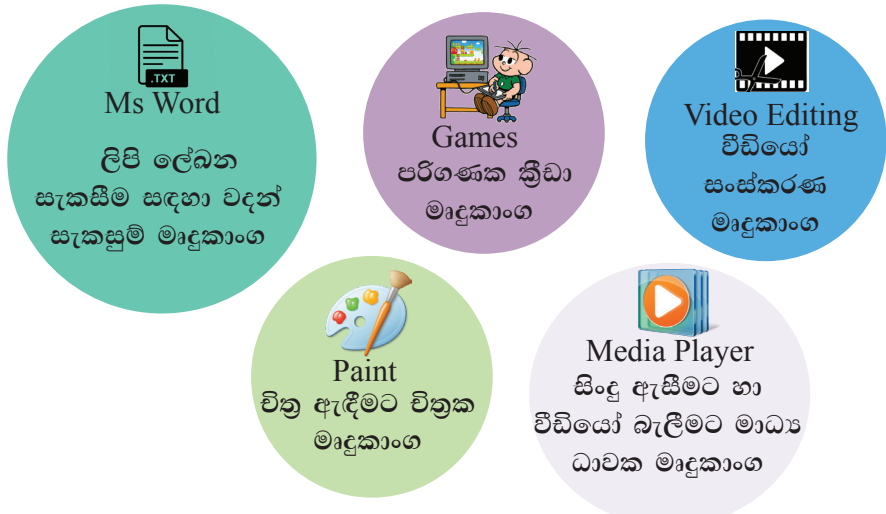 .TXT
Ms Word
ලිපි ලේඛන
සැකසීම සඳහා වදන්
සැකසුම් මෘදුකාංග
Games
පරිගණක ක්‍රීඩා
මෘදුකාංග
Video Editing
වීඩියෝ
සංස්කරණ
මෘදුකාංග
Paint
චිත්‍ර ඇඳීමට චිත්‍රක
මෘදුකාංග
Media Player
සිංදු ඇසීමට හා
වීඩියෝ බැලීමට මාධ්‍ය
ධාවක මෘදුකාංග